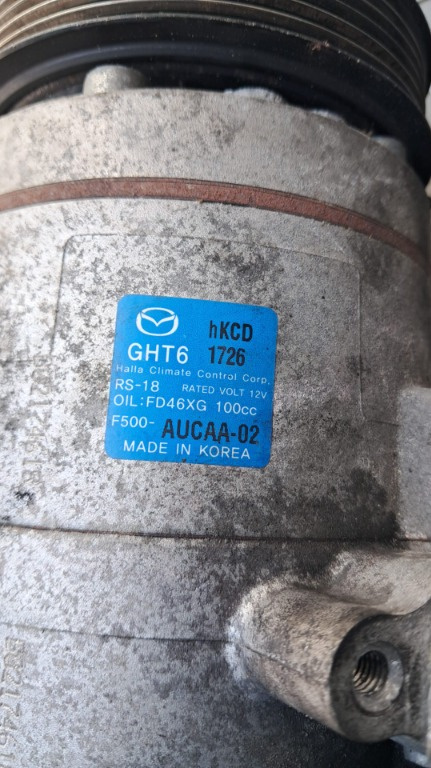 hKCD
GHT6 1726
Halla Climate Control Corp.
RS-18 RATED VOLT 12V
OIL:FD46XG 100cc
F500- AUCAA-02
MADE IN KOREA